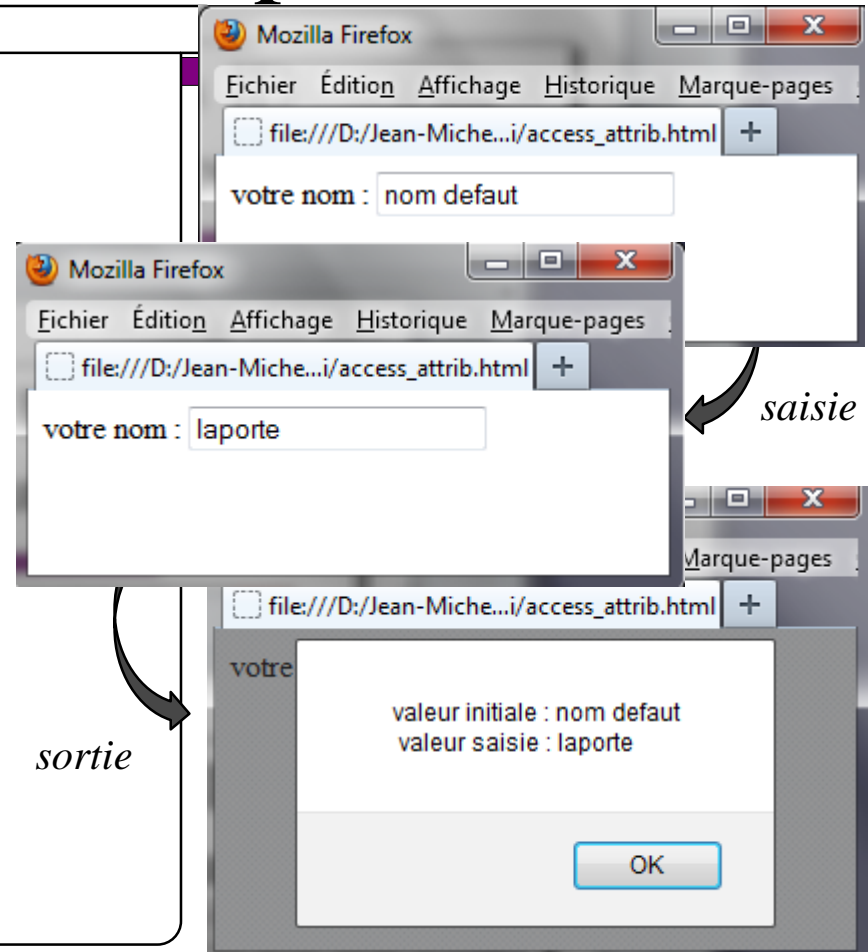 Mozilla Firefox
Fichier Édition Affichage Historique Marque-pages
file:///D:/Jean-Miche...i/access_attrib.html +
votre nom : nom defaut
Mozilla Firefox
Fichier Édition Affichage Historique Marque-pages
file:///D:/Jean-Miche...i/access_attrib.html +
votre nom : laporte
saisie
Marque-pages
file:///D:/Jean-Miche...i/access_attrib.html +
votre
valeur initiale : nom defaut
valeur saisie : laporte
OK
sortie